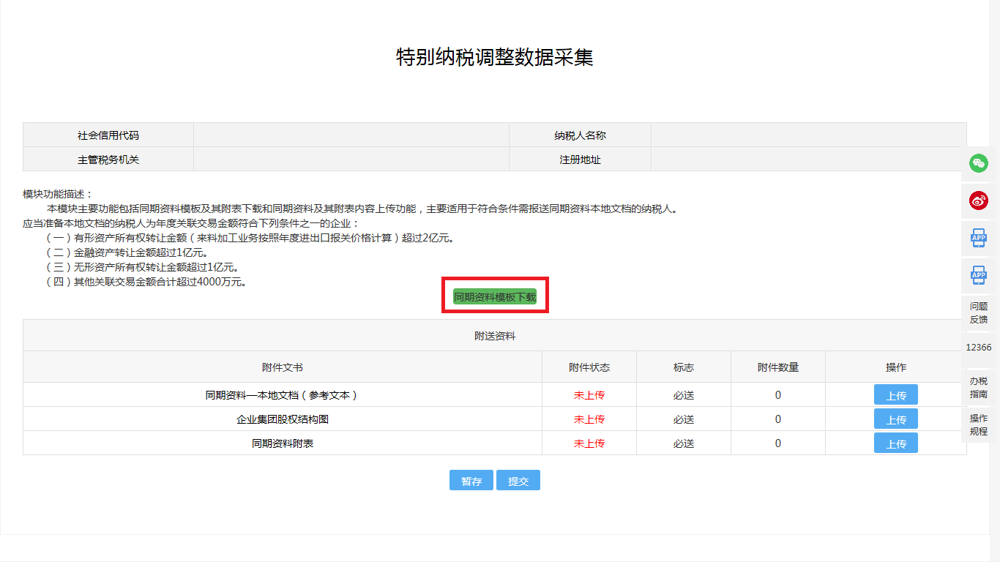 特别纳税调整数据采集
社会信用代码 纳税人名称
主管税务机关 注册地址
模块功能描述：
本模块主要功能包括同期资料模板及其附表下载和同期资料及其附表内容上传功能，主要适用于符合条件需报送同期资料本地文档的纳税人。
应当准备本地文档的纳税人为年度关联交易金额符合下列条件之一的企业：
（一）有形资产所有权转让金额（来料加工业务按照年度进出口报关价格计算）超过2亿元。
（二）金融资产转让金额超过1亿元。
（三）无形资产所有权转让金额超过1亿元。
（四）其他关联交易金额合计超过4000万元。
同期资料模板下载
附送资料
附件文书 附件状态 标志 附件数量 操作
同期资料—本地文档（参考文本） 未上传 必送 0 上传
企业集团股权结构图 未上传 必送 0 上传
同期资料附表 未上传 必送 0 上传
暂存 提交
APP
APP
问题
反馈
12366
办税
指南
操作
规程